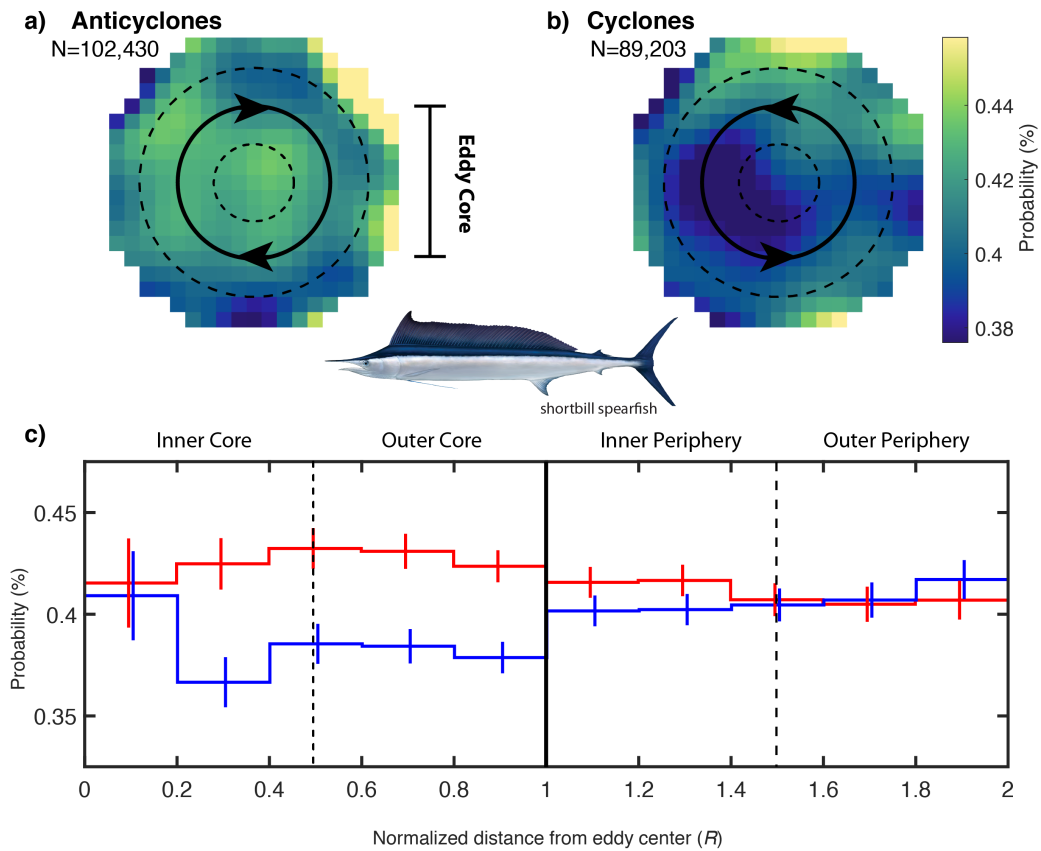 a) Anticyclones
N=102,430
b) Cyclones
N=89,203
Eddy Core
0.44
0.42
0.4
0.38
Probability (%)
shortbill spearfish
c)
Inner Core
Outer Core
Inner Periphery
Outer Periphery
0.45
0.4
0.35
Probability (%)
0 0.2 0.4 0.6 0.8 1 1.2 1.4 1.6 1.8 2
Normalized distance from eddy center (R)